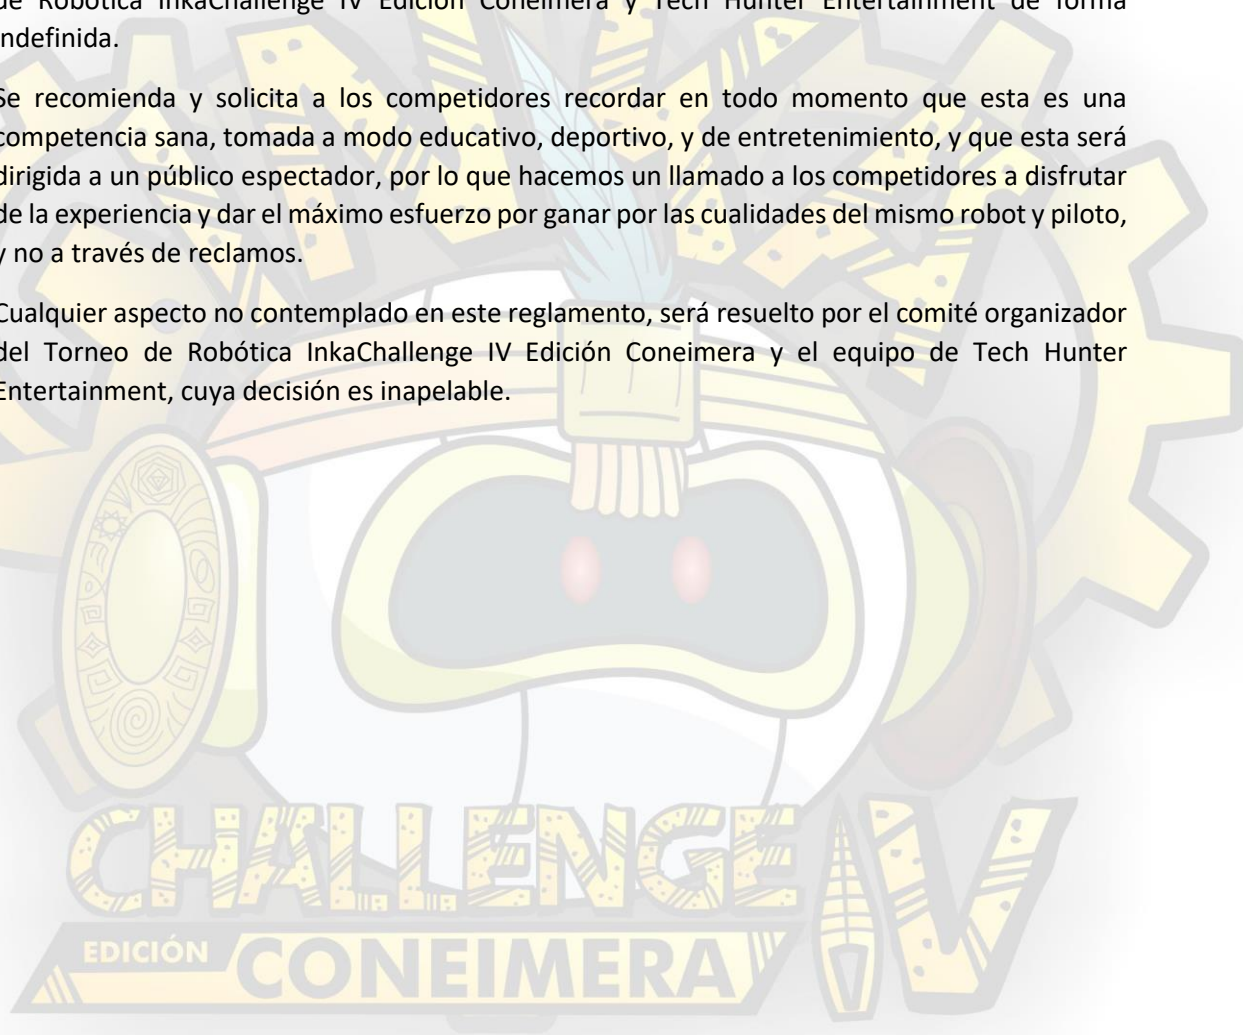 de Robótica InkaChallenge IV Edición Coneimera y Tech Hunter Entertainment de forma
indefinida.
Se recomienda y solicita a los competidores recordar en todo momento que esta es una
competencia sana, tomada a modo educativo, deportivo, y de entretenimiento, y que esta será
dirigida a un público espectador, por lo que hacemos un llamado a los competidores a disfrutar
de la experiencia y dar el máximo esfuerzo por ganar por las cualidades del mismo robot y piloto,
y no a través de reclamos.
Cualquier aspecto no contemplado en este reglamento, será resuelto por el comité organizador
del Torneo de Robótica InkaChallenge IV Edición Coneimera y el equipo de Tech Hunter
Entertainment, cuya decisión es inapelable.
CHALLENGE IV
EDICIÓN CONEIMERA